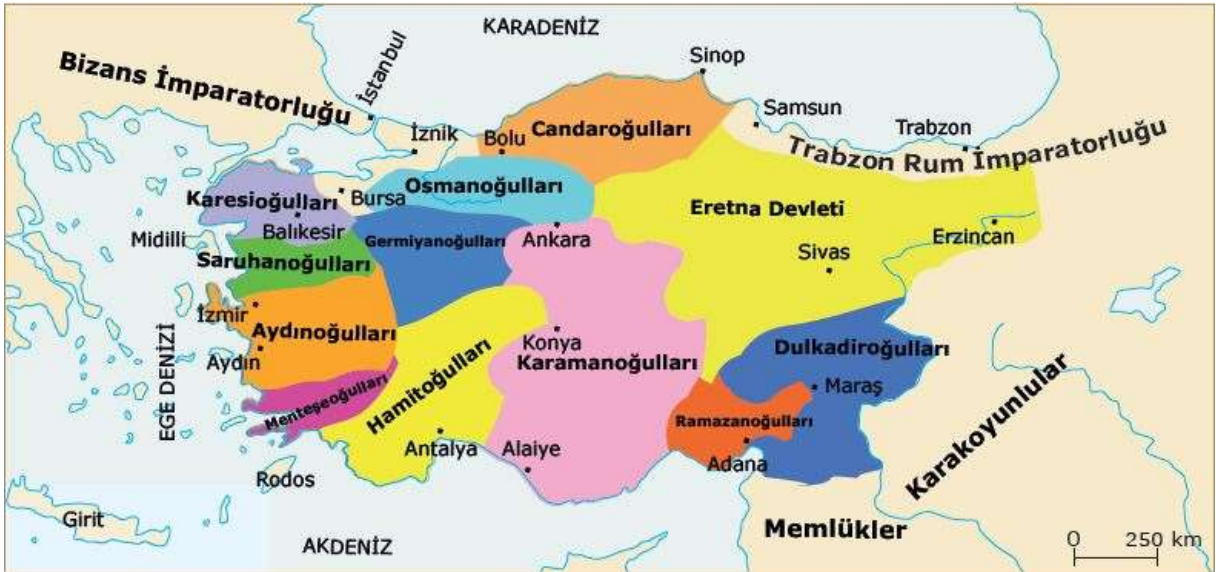 KARADENİZ
Bizans İmparatorluğu
İstanbul
Sinop
Samsun
Trabzon
Trabzon Rum İmparatorluğu
İznik
Bolu
Candaroğulları
Osmanoğulları
Bursa
Karesioğulları
Balıkesir
Midilli
Germiyanoğulları
Ankara
Eretna Devleti
Sivas
Erzincan
Saruhanoğulları
İzmir
Aydınoğulları
Aydın
EGE DENİZİ
Menteşeoğulları
Hamitoğulları
Konya
Karamanoğulları
Dulkadiroğulları
Maraş
Ramazanoğulları
Adana
Antalya
Alaiye
Rodos
Girit
AKDENİZ
Memlükler
Karakoyunlular
0 250 km